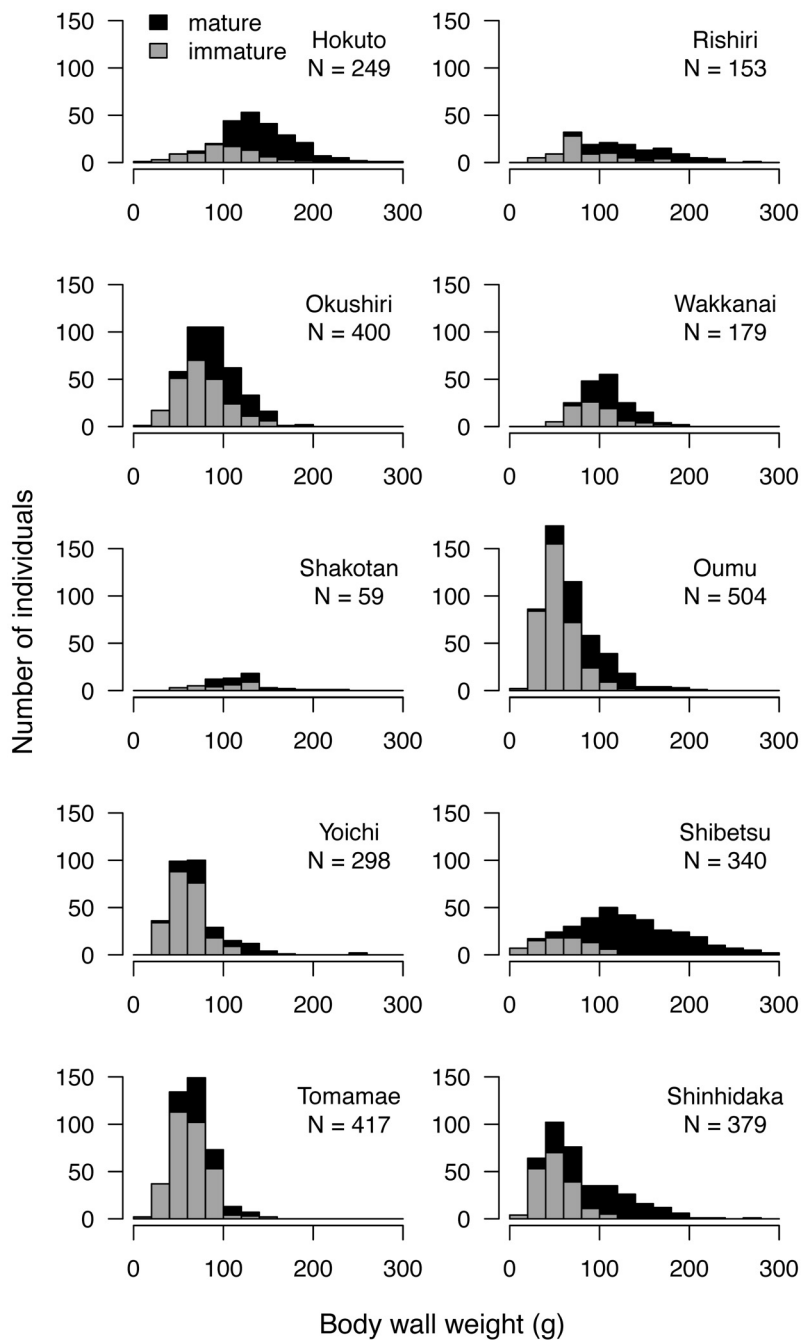 mature
immature
Hokuto
N = 249
150
100
50
0
0 100 200 300
Rishiri
N = 153
150
100
50
0
0 100 200 300
Okushiri
N = 400
150
100
50
0
0 100 200 300
Wakkanai
N = 179
150
100
50
0
0 100 200 300
Shakotan
N = 59
150
100
50
0
0 100 200 300
Oumu
N = 504
150
100
50
0
0 100 200 300
Yoichi
N = 298
150
100
50
0
0 100 200 300
Shibetsu
N = 340
150
100
50
0
0 100 200 300
Tomamae
N = 417
150
100
50
0
0 100 200 300
Shinhidaka
N = 379
150
100
50
0
0 100 200 300
Number of individuals
Body wall weight (g)